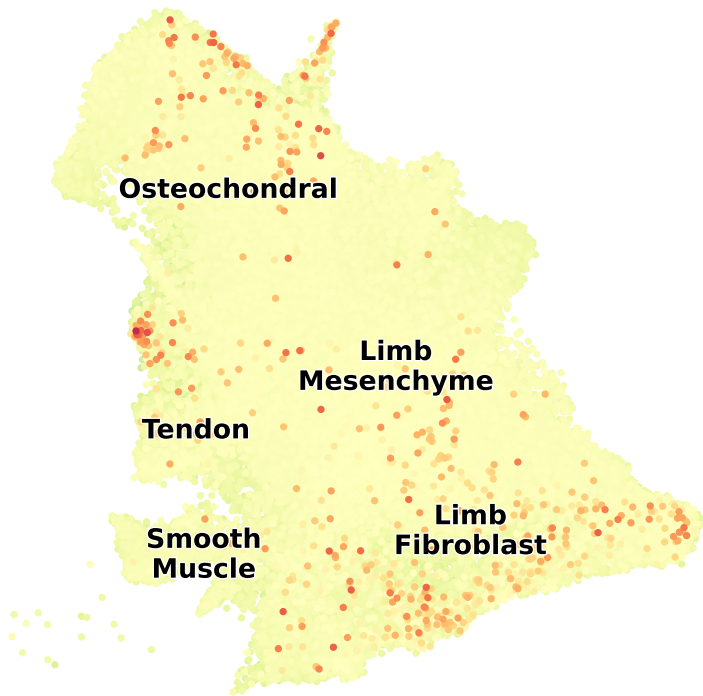 Osteochondral
Limb
Mesenchyme
Tendon
Limb
Fibroblast
Smooth
Muscle